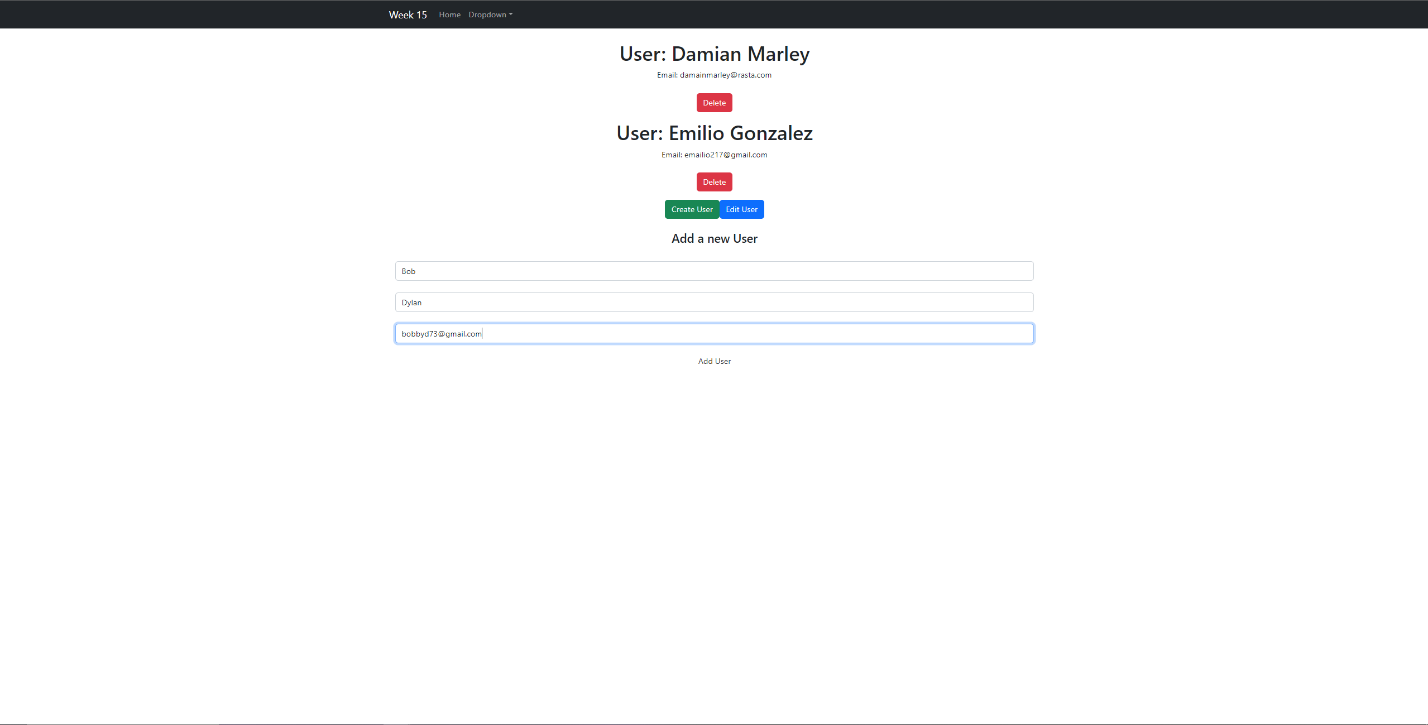 Week 15 Home Dropdown
User: Damian Marley
Email: damainmarley@rasta.com
Delete
User: Emilio Gonzalez
Email: emailio217@gmail.com
Delete
Create User Edit User
Add a new User
Bob
Dylan
bobbyd73@gmail.com
Add User